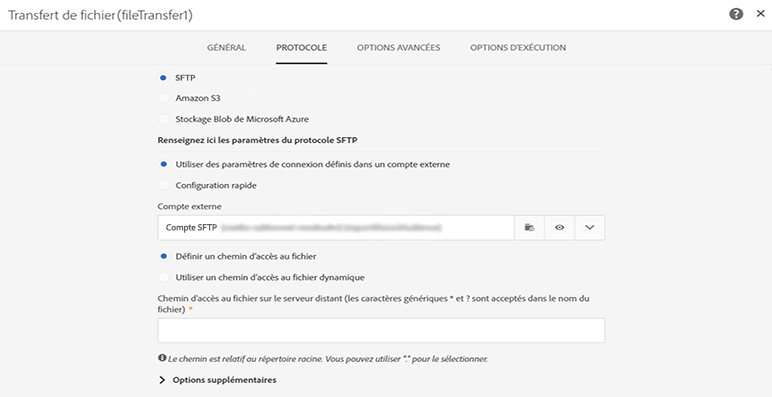 Transfert de fichier(fileTransfer1)
GÉNÉRAL PROTOCOLE OPTIONS AVANCÉES OPTIONS D'EXÉCUTION
SFTP
Amazon S3
Stockage Blob de Microsoft Azure
Renseignez ici les paramètres du protocole SFTP
Utiliser des paramètres de connexion définis dans un compte externe
Configuration rapide
Compte externe
Compte SFTP
Définir un chemin d'accès au fichier
Utiliser un chemin d'accès au fichier dynamique
Chemin d'accès au fichier sur le serveur distant (les caractères génériques * et ? sont acceptés dans le nom du
fichier) *
Le chemin est relatif au répertoire racine. Vous pouvez utiliser "." pour le sélectionner.
Options supplémentaires